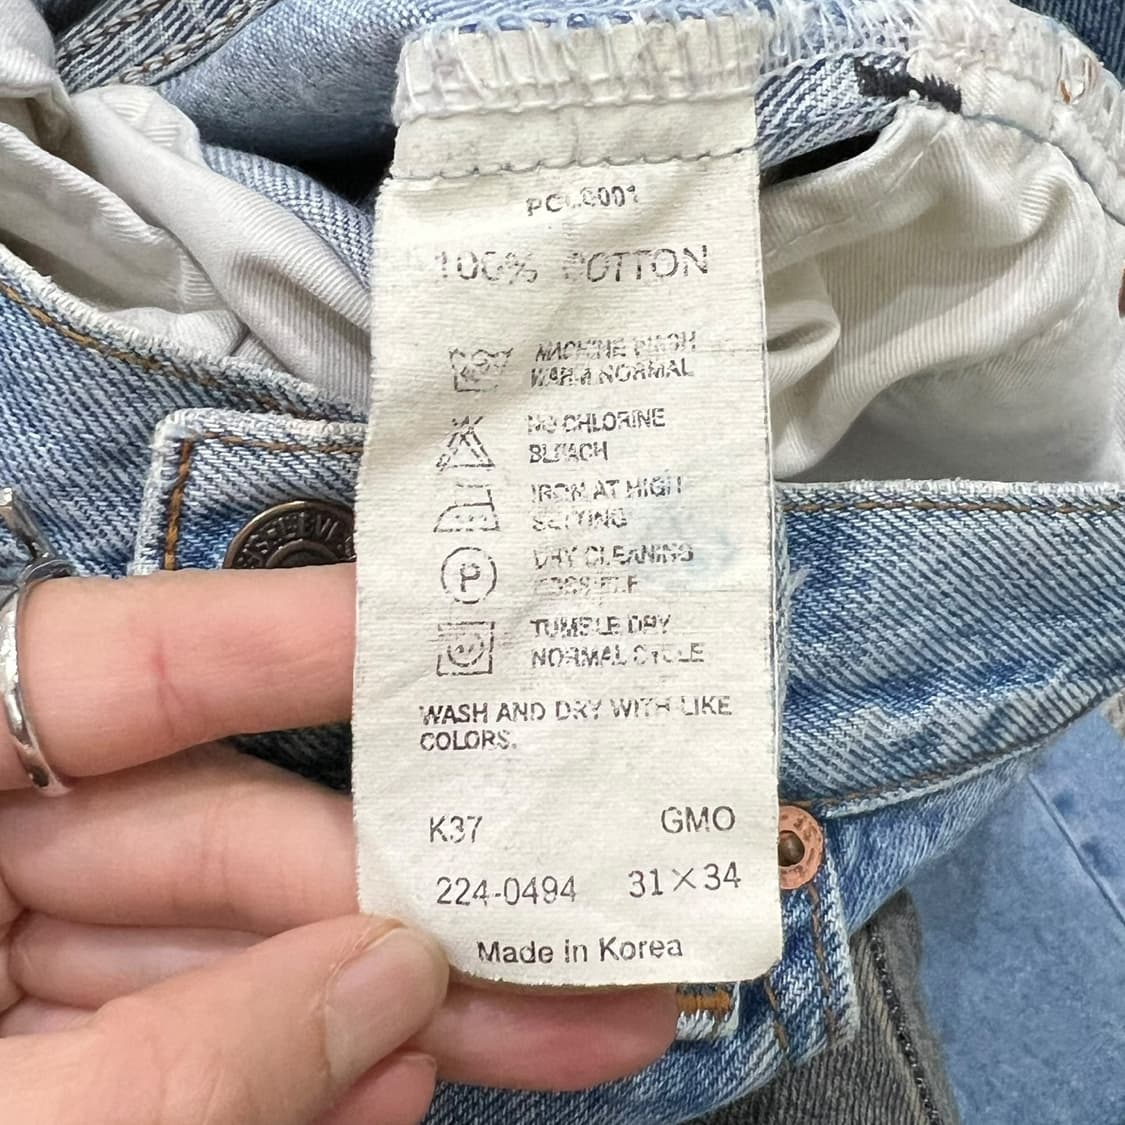 100% COTTON
MACHINE WASH
WARM NORMAL
NO CHLORINE
BLEACH
IRON AT HIGH
SETTING
P
DRY CLEANING
POSSIBLE
TUMBLE DRY
NORMAL CYCLE
WASH AND DRY WITH LIKE
COLORS.
K37 GMO
224-0494 31×34
Made in Korea